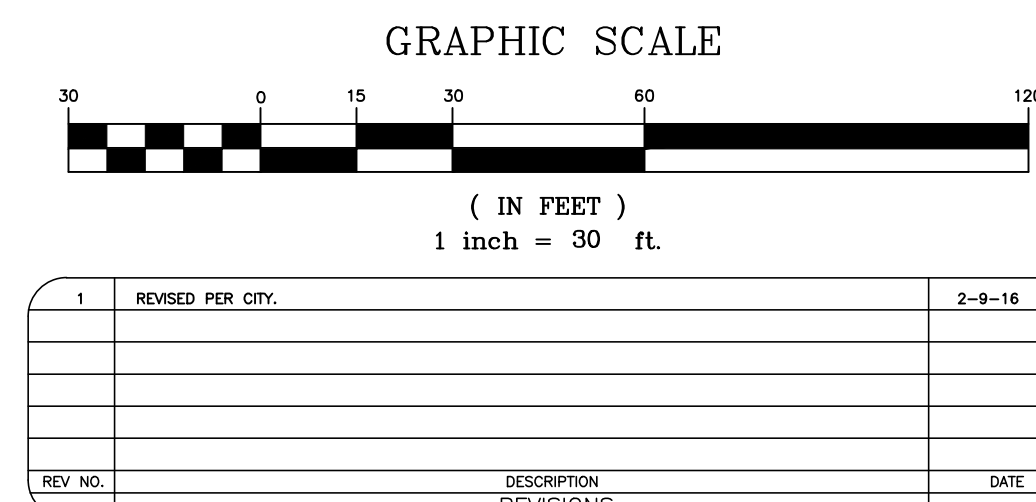 GRAPHIC SCALE
30 0 15 30 60 120
( IN FEET )
1 inch = 30 ft.
1 REVISED PER CITY. 2-9-16
REV NO. DESCRIPTION DATE
REVISIONS